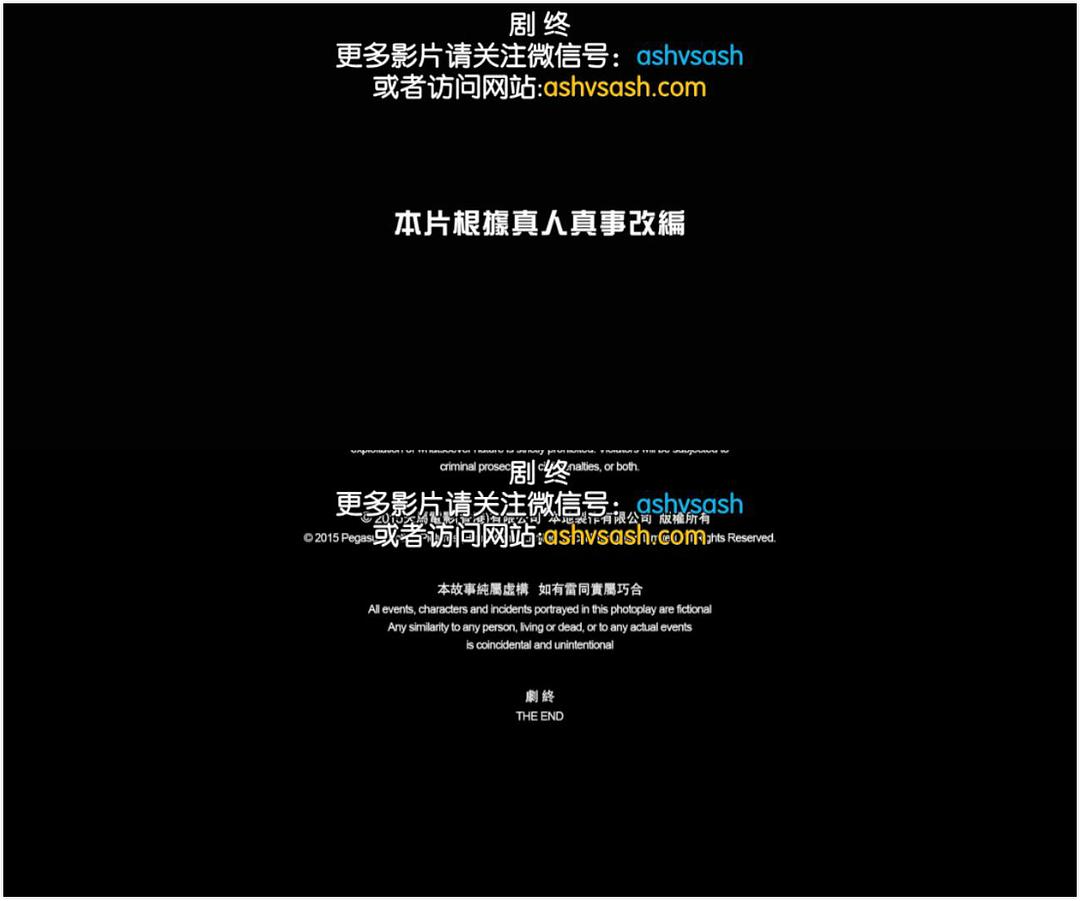 剧 终
更多影片请关注微信号：ashvsash
或者访问网站:ashvsash.com
本片根據真人真事改編
exploitation of whatsoever nature is strictly prohibited. Violators will be subjected to
criminal prosec nalties, or both.
剧 终
更多影片请关注微信号：ashvsash
© 2015 有限公司 本地製作有限公司 版權所有
或者访问网站:ashvsash.com
© 2015 Pegasu ghts Reserved.
本故事純屬虛構 如有雷同實屬巧合
All events, characters and incidents portrayed in this photoplay are fictional
Any similarity to any person, living or dead, or to any actual events
is coincidental and unintentional
劇 終
THE END